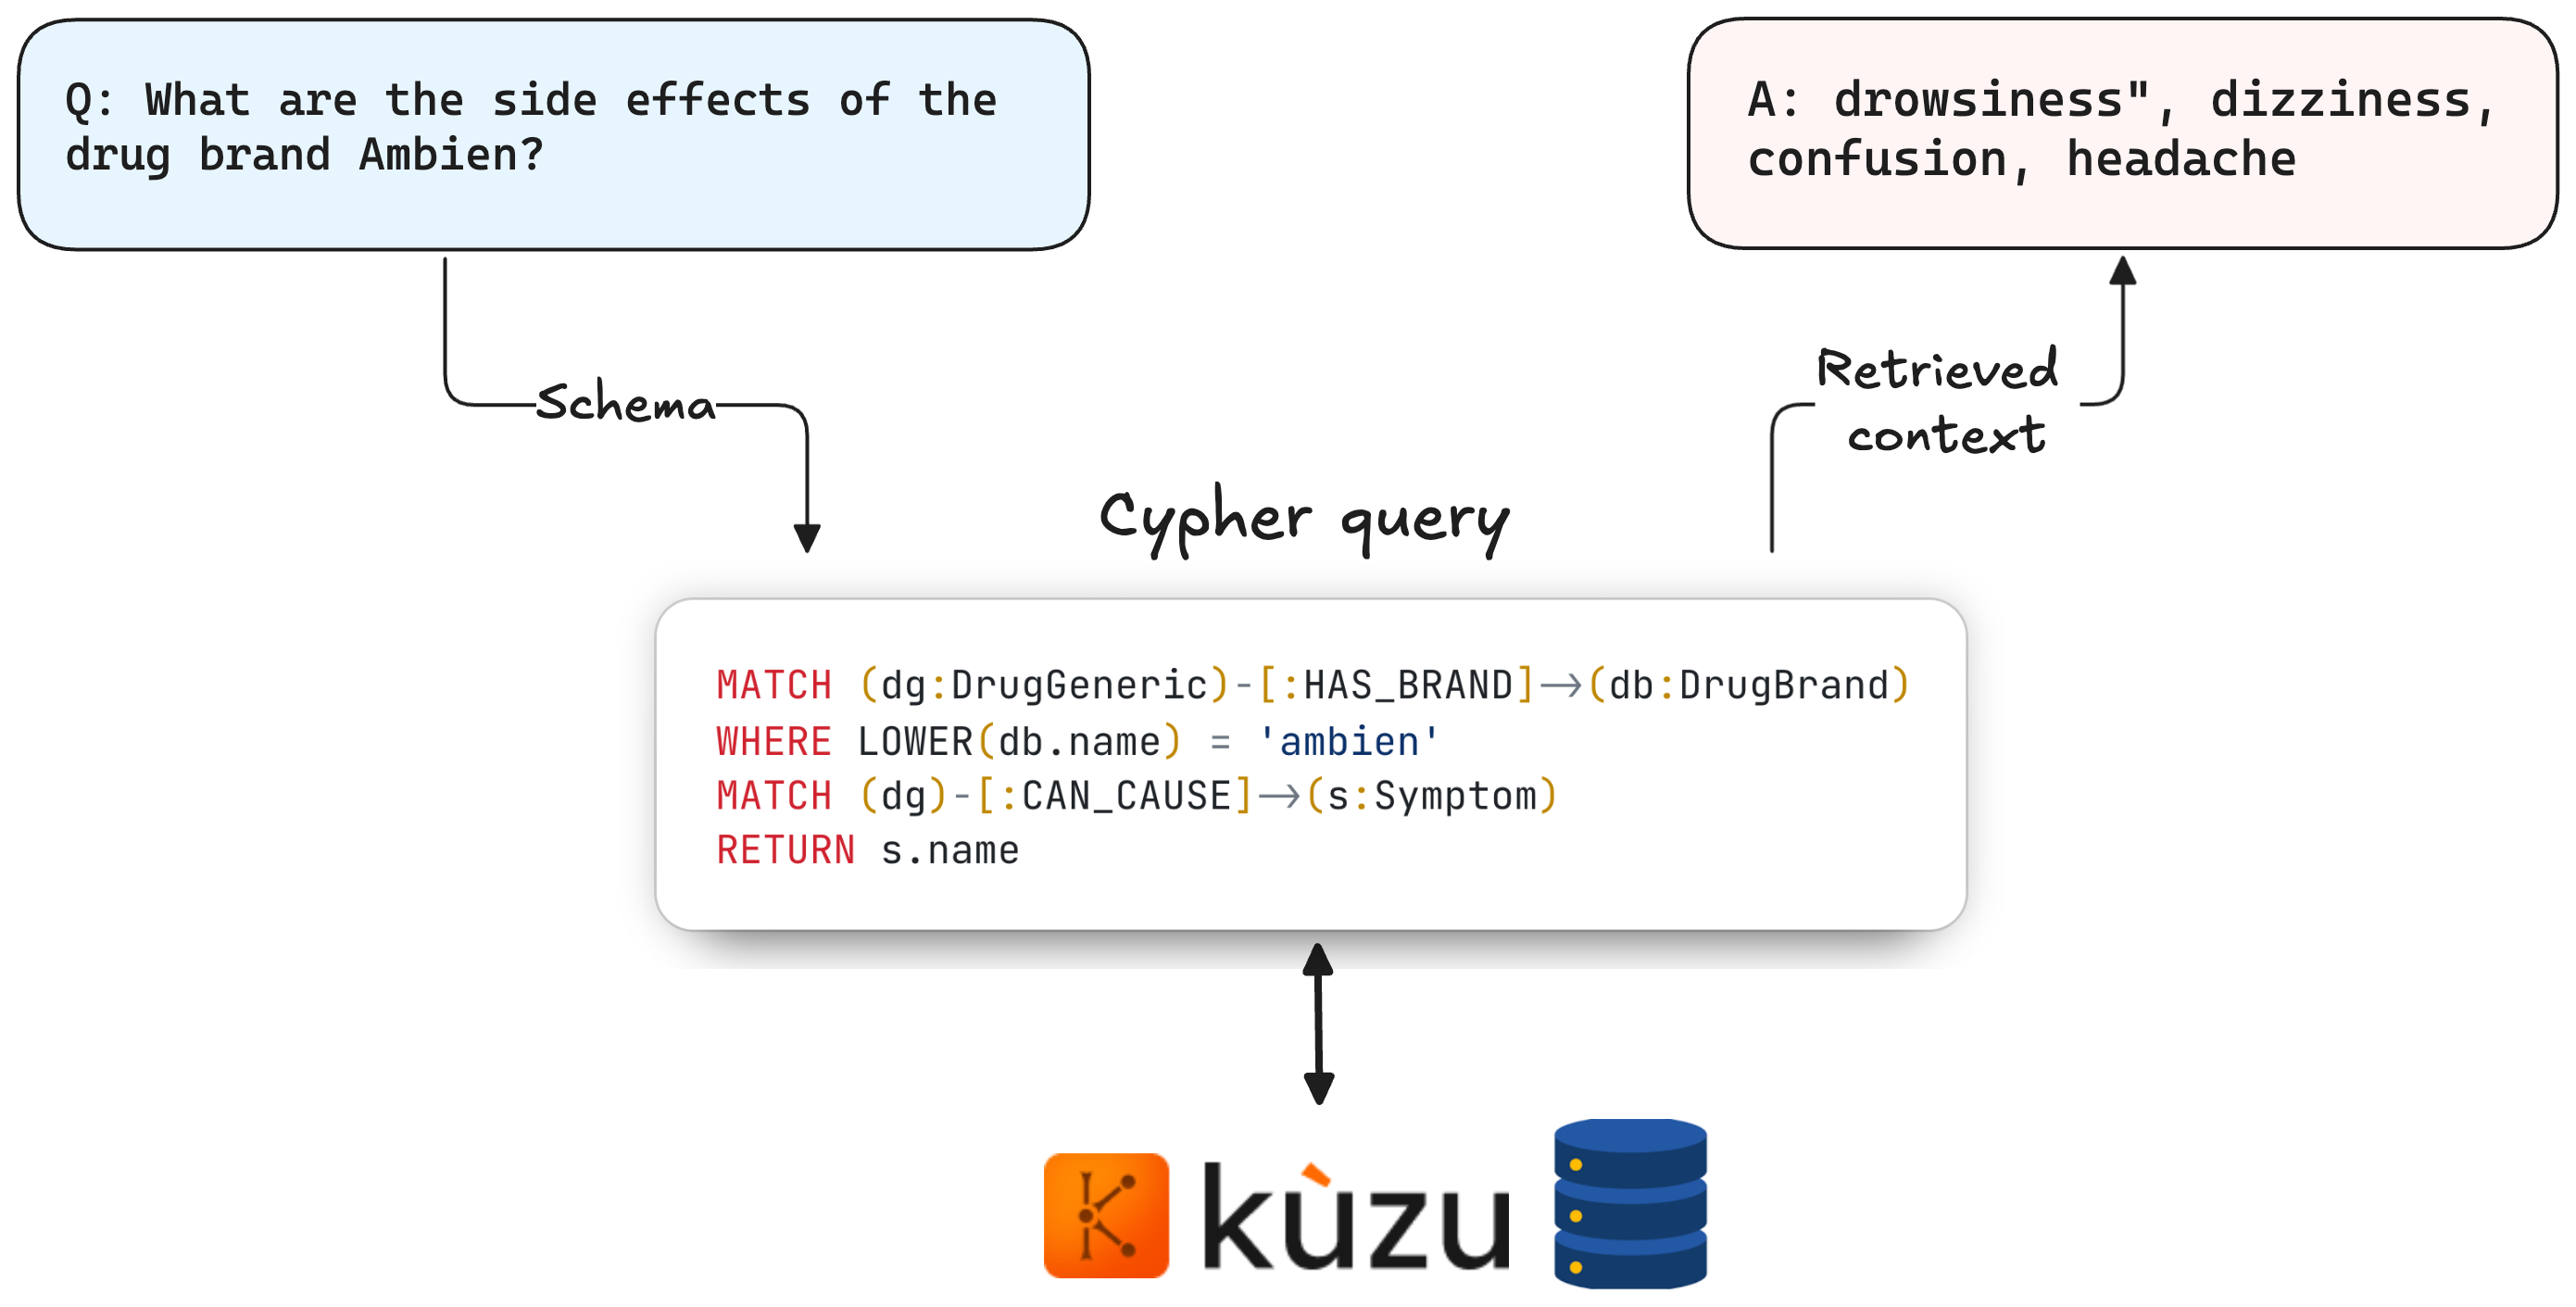 Q: What are the side effects of the
drug brand Ambien?
A: drowsiness", dizziness,
confusion, headache
Schema
Retrieved
context
Cypher query
MATCH (dg:DrugGeneric)-[:HAS_BRAND]→(db:DrugBrand)
WHERE LOWER(db.name) = 'ambien'
MATCH (dg)-[:CAN_CAUSE]→(s:Symptom)
RETURN s.name
kùzu